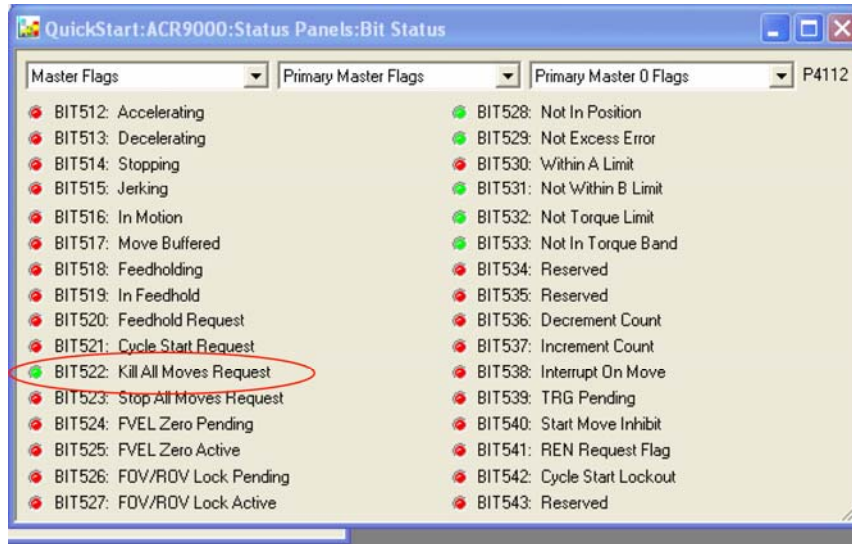 QuickStart:ACR9000:Status Panels:Bit Status
Master Flags Primary Master Flags Primary Master 0 Flags P4112
BIT512: Accelerating
BIT513: Decelerating
BIT514: Stopping
BIT515: Jerking
BIT516: In Motion
BIT517: Move Buffered
BIT518: Feedholding
BIT519: In Feedhold
BIT520: Feedhold Request
BIT521: Cycle Start Request
BIT522: Kill All Moves Request
BIT523: Stop All Moves Request
BIT524: FVEL Zero Pending
BIT525: FVEL Zero Active
BIT526: FOV/ROV Lock Pending
BIT527: FOV/ROV Lock Active
BIT528: Not In Position
BIT529: Not Excess Error
BIT530: Within A Limit
BIT531: Not Within B Limit
BIT532: Not Torque Limit
BIT533: Not In Torque Band
BIT534: Reserved
BIT535: Reserved
BIT536: Decrement Count
BIT537: Increment Count
BIT538: Interrupt On Move
BIT539: TRG Pending
BIT540: Start Move Inhibit
BIT541: REN Request Flag
BIT542: Cycle Start Lockout
BIT543: Reserved